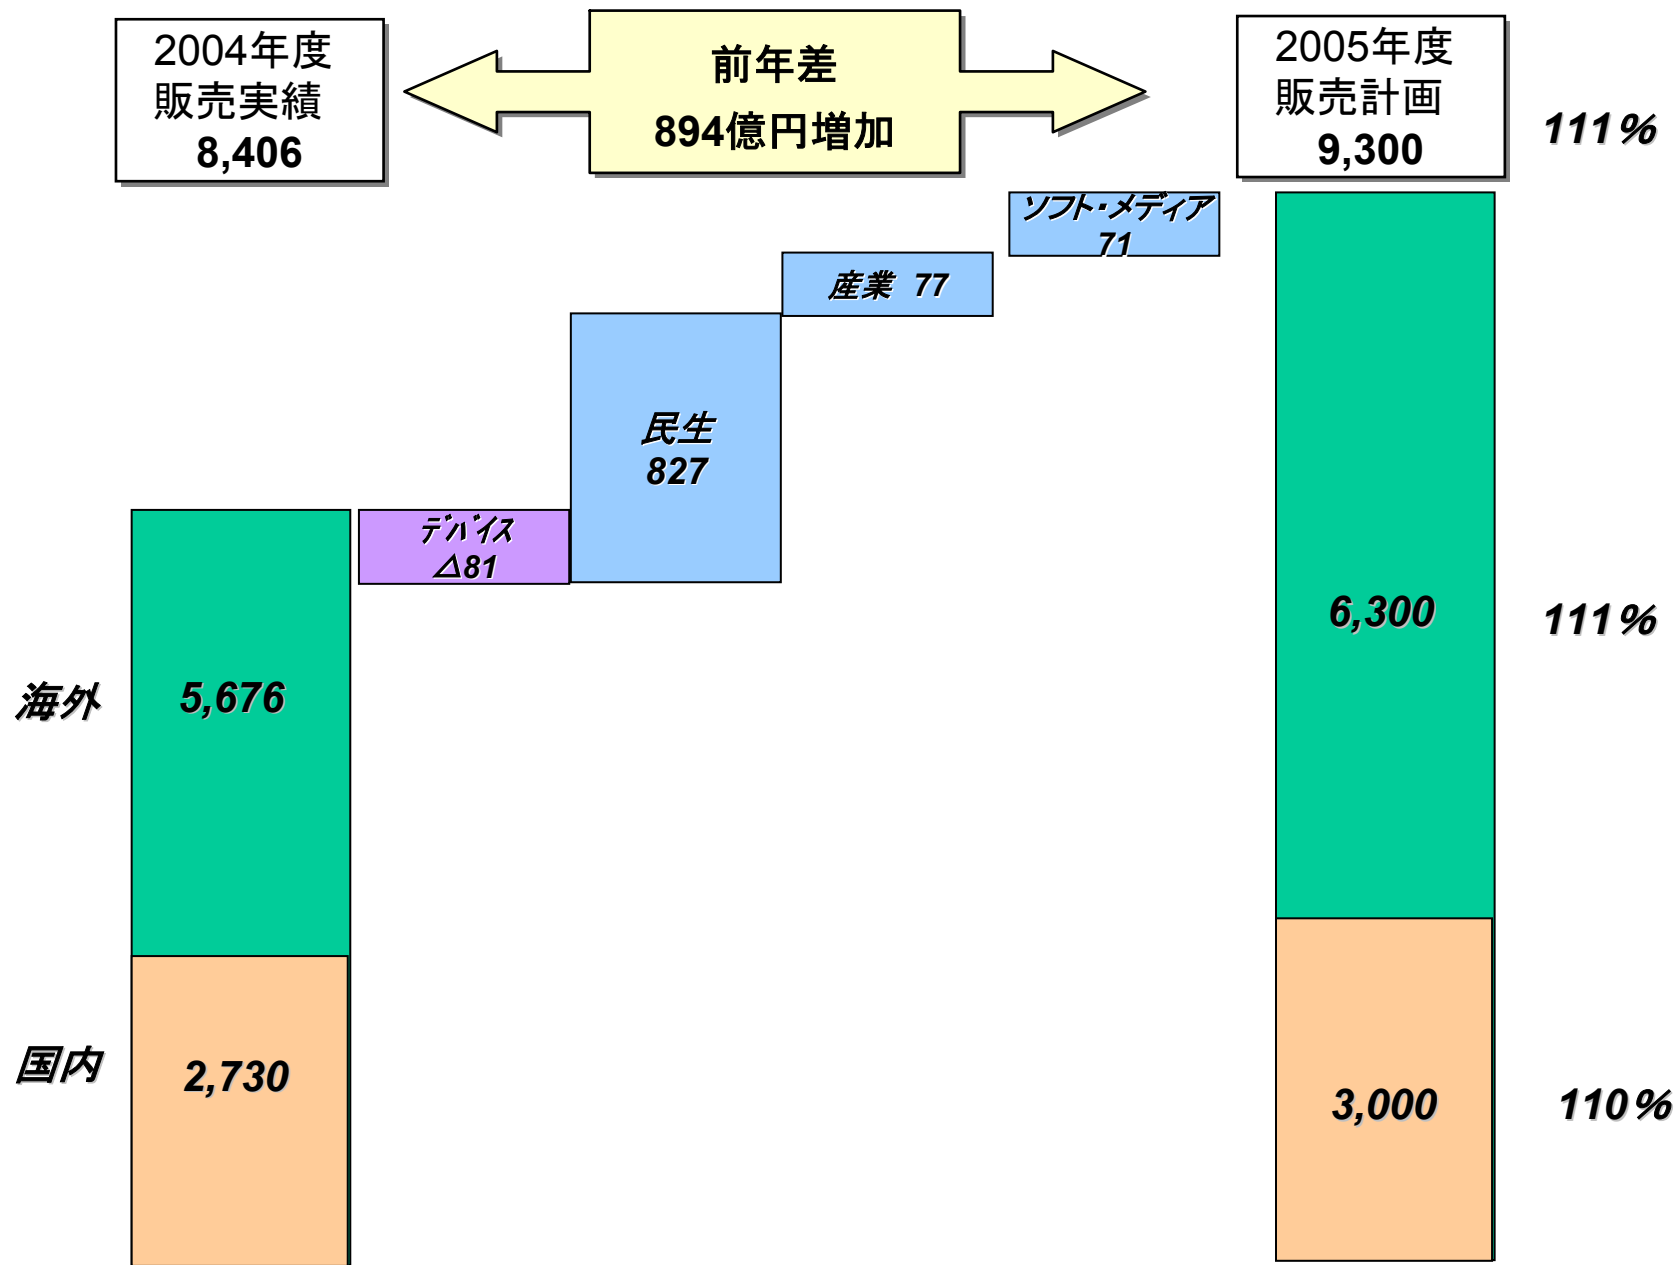 2004年度
販売実績
8,406
前年差
894億円増加
2005年度
販売計画
9,300
111%
ソフト・メディア
71
産業 77
民生
827
デバイス
△81
6,300
111%
海外
5,676
国内
2,730
3,000
110%